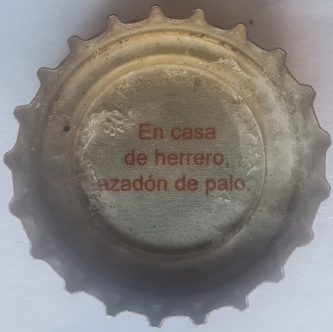 En casa
de herrero,
azadón de palo.